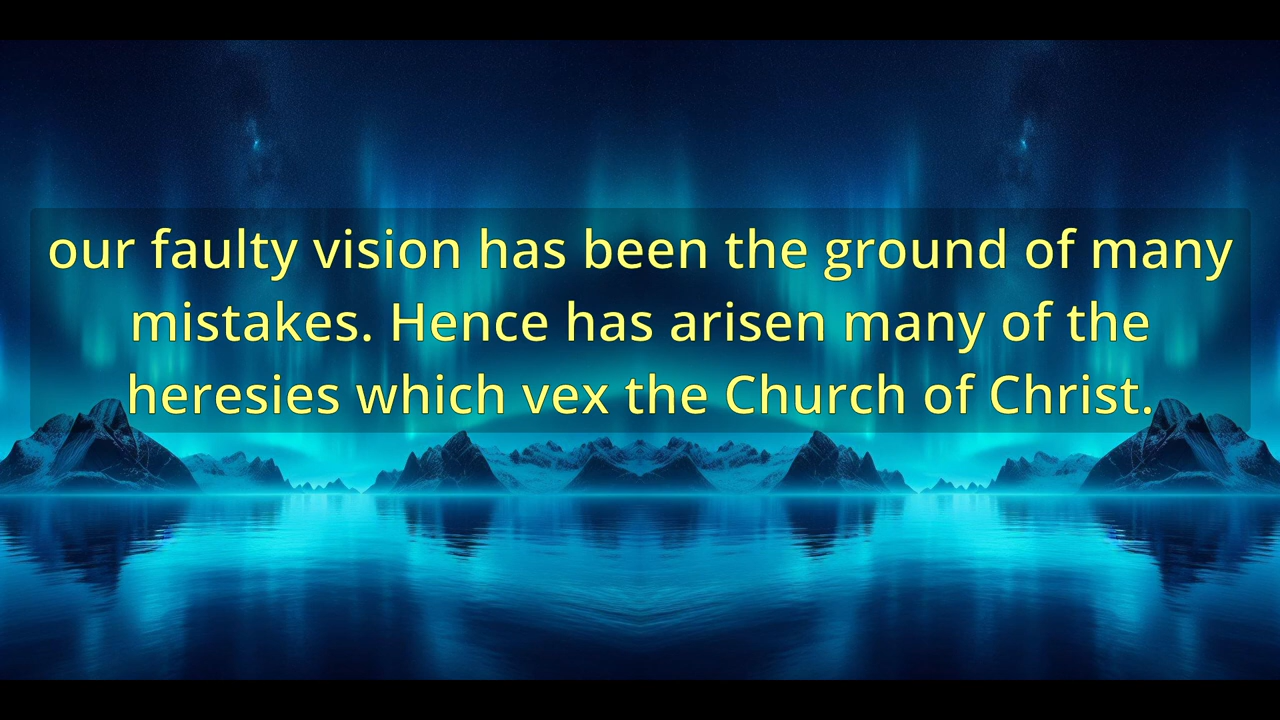 our faulty vision has been the ground of many
mistakes. Hence has arisen many of the
heresies which vex the Church of Christ.